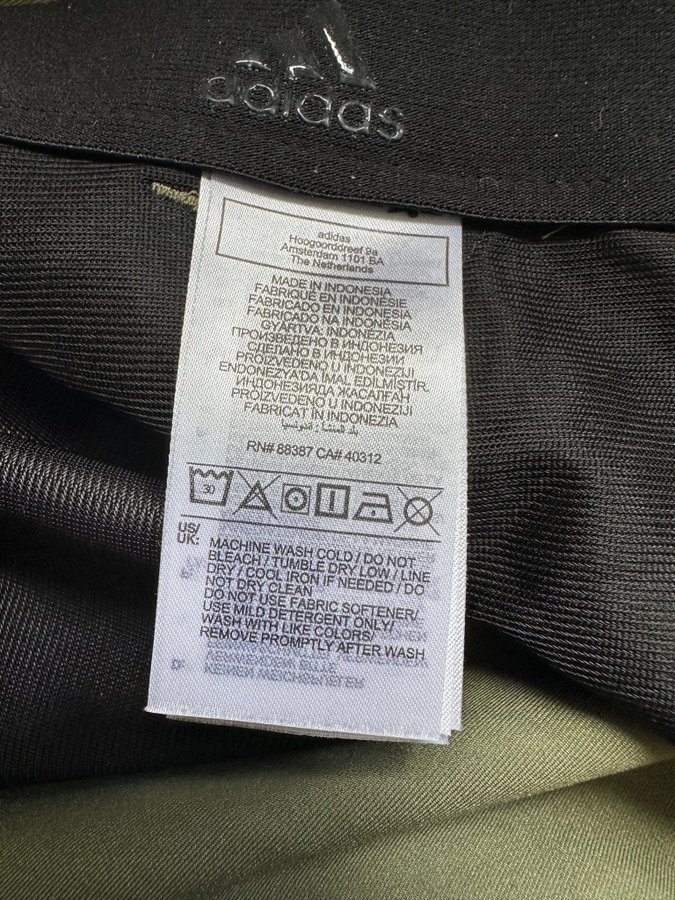 adidas
adidas
Hoogoorddreef 9a
Amsterdam 1101 BA
The Netherlands
MADE IN INDONESIA
FABRIQUÉ EN INDONÉSIE
FABRICADO EN INDONESIA
FABRICADO NA INDONÉSIA
GYÁRTVA: INDONÉZIA
ПРОИЗВЕДЕНО В ИНДОНЕЗИЯ
СДЕЛАНО В ИНДОНЕЗИИ
PROIZVEDENO U INDONEZIJI
ENDONEZYA'DA İMAL EDİLMİŞTİR.
ИНДОНЕЗИЯДА ЖАСАЛҒАН
PROIZVEDENO U INDONEZIJI
FABRICAT ÎN INDONEZIA
بلد المنشأ : اندونيسيا
RN# 88387 CA# 40312
30
US/
UK:
MACHINE WASH COLD / DO NOT
BLEACH / TUMBLE DRY LOW / LINE
DRY / COOL IRON IF NEEDED / DO
NOT DRY CLEAN
DO NOT USE FABRIC SOFTENER/
USE MILD DETERGENT ONLY/
WASH WITH LIKE COLORS/
REMOVE PROMPTLY AFTER WASH